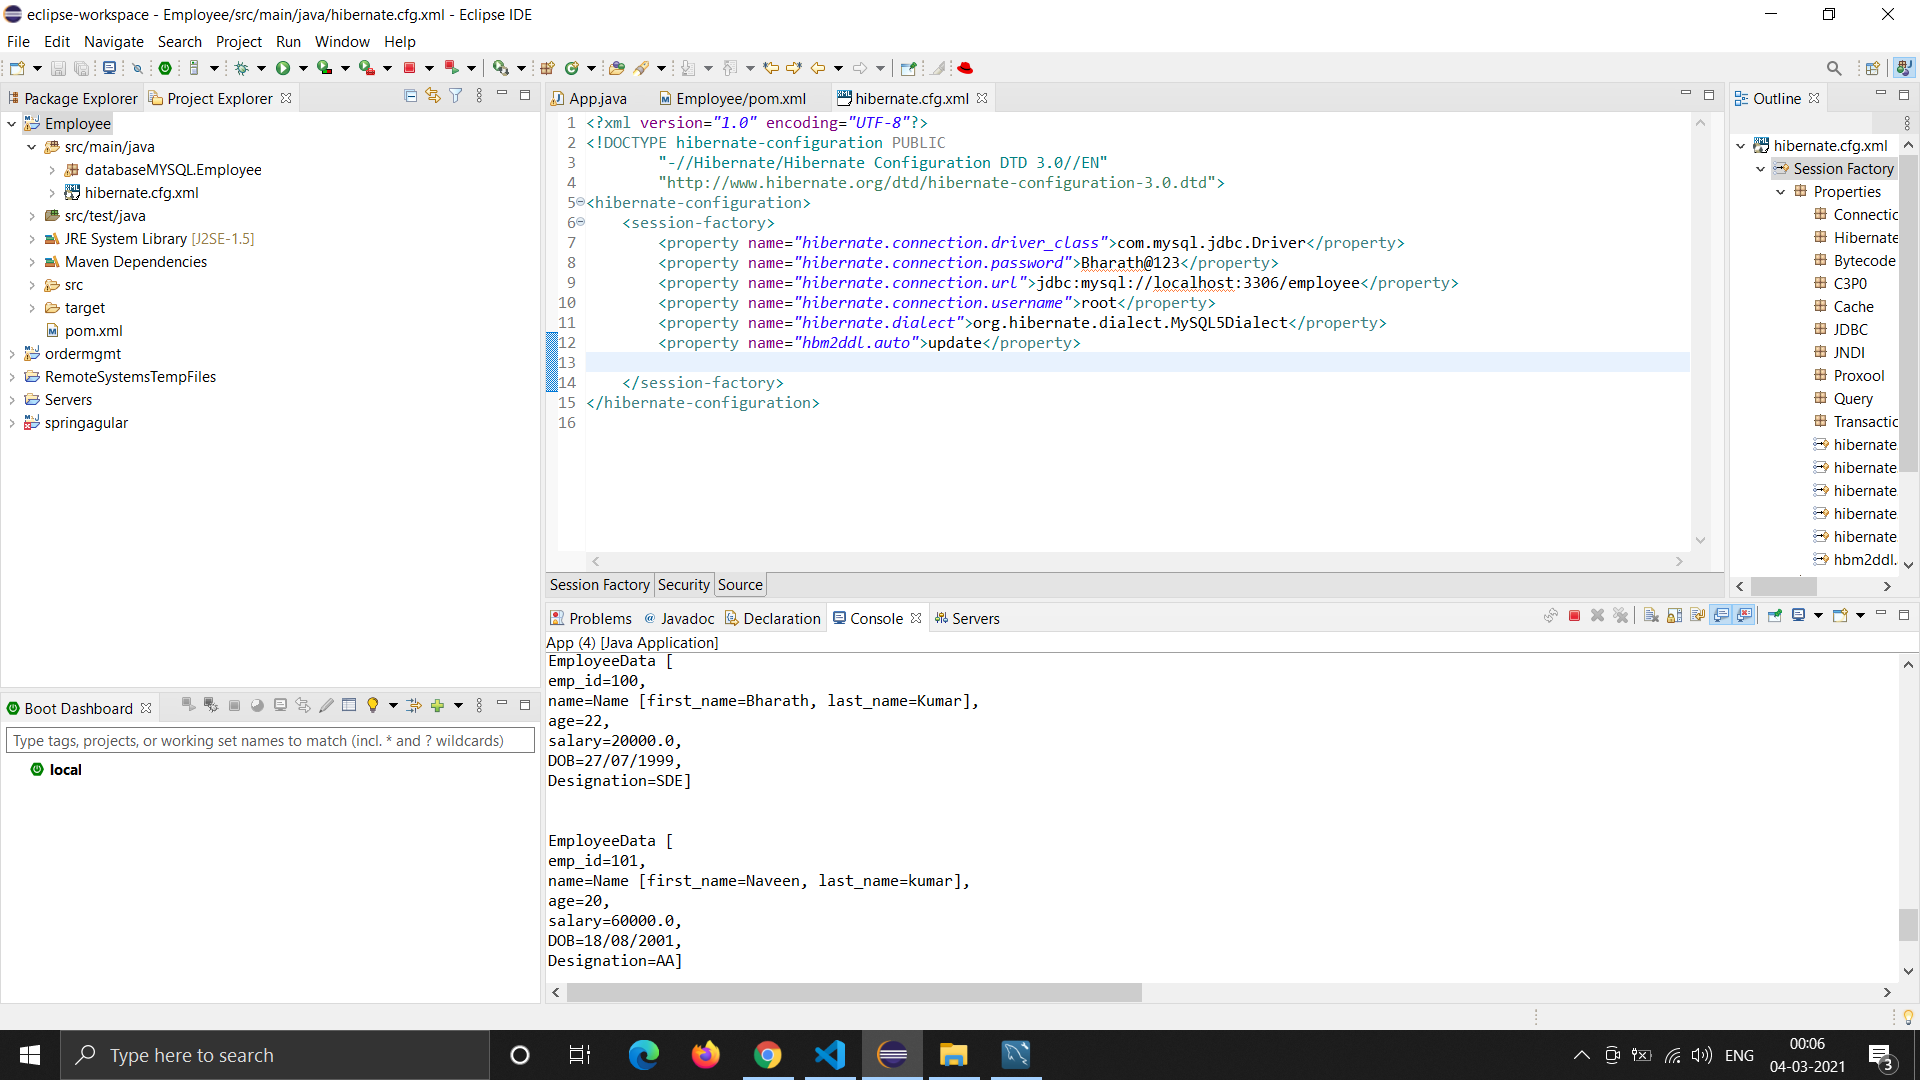 eclipse-workspace - Employee/src/main/java/hibernate.cfg.xml - Eclipse IDE
File Edit Navigate Search Project Run Window Help
Package Explorer
Project Explorer
Employee
src/main/java
databaseMYSQL.Employee
hibernate.cfg.xml
src/test/java
JRE System Library [J2SE-1.5]
Maven Dependencies
src
target
pom.xml
ordermgmt
RemoteSystemsTempFiles
Servers
springagular
Boot Dashboard
Type tags, projects, or working set names to match (incl. * and ? wildcards)
local
App.java
Employee/pom.xml
hibernate.cfg.xml
1 <?xml version="1.0" encoding="UTF-8"?>
2 <!DOCTYPE hibernate-configuration PUBLIC
3 "-//Hibernate/Hibernate Configuration DTD 3.0//EN"
4 "http://www.hibernate.org/dtd/hibernate-configuration-3.0.dtd">
5 <hibernate-configuration>
6 <session-factory>
7 <property name="hibernate.connection.driver_class">com.mysql.jdbc.Driver</property>
8 <property name="hibernate.connection.password">Bharath@123</property>
9 <property name="hibernate.connection.url">jdbc:mysql://localhost:3306/employee</property>
10 <property name="hibernate.connection.username">root</property>
11 <property name="hibernate.dialect">org.hibernate.dialect.MySQL5Dialect</property>
12 <property name="hbm2ddl.auto">update</property>
13
14 </session-factory>
15 </hibernate-configuration>
16
Session Factory Security Source
Outline
hibernate.cfg.xml
Session Factory
Properties
Connectic
Hibernate
Bytecode
C3P0
Cache
JDBC
JNDI
Proxool
Query
Transactic
hibernate
hibernate
hibernate
hibernate
hibernate
hbm2ddl.
Problems @ Javadoc Declaration Console Servers
App (4) [Java Application]
EmployeeData [
emp_id=100,
name=Name [first_name=Bharath, last_name=Kumar],
age=22,
salary=20000.0,
DOB=27/07/1999,
Designation=SDE]
EmployeeData [
emp_id=101,
name=Name [first_name=Naveen, last_name=kumar],
age=20,
salary=60000.0,
DOB=18/08/2001,
Designation=AA]
Type here to search
ENG
00:06
04-03-2021
3